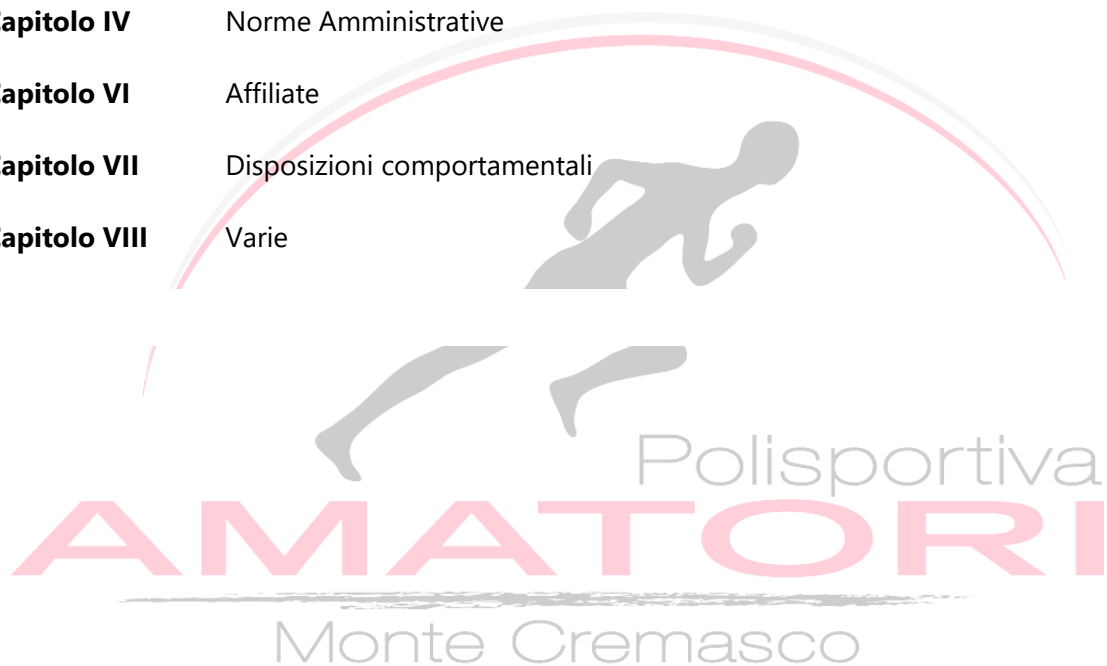 apitolo IV Norme Amministrative
apitolo VI Affiliate
apitolo VII Disposizioni comportamentali
apitolo VIII Varie
Polisportiva
AMATORI
Monte Cremasco